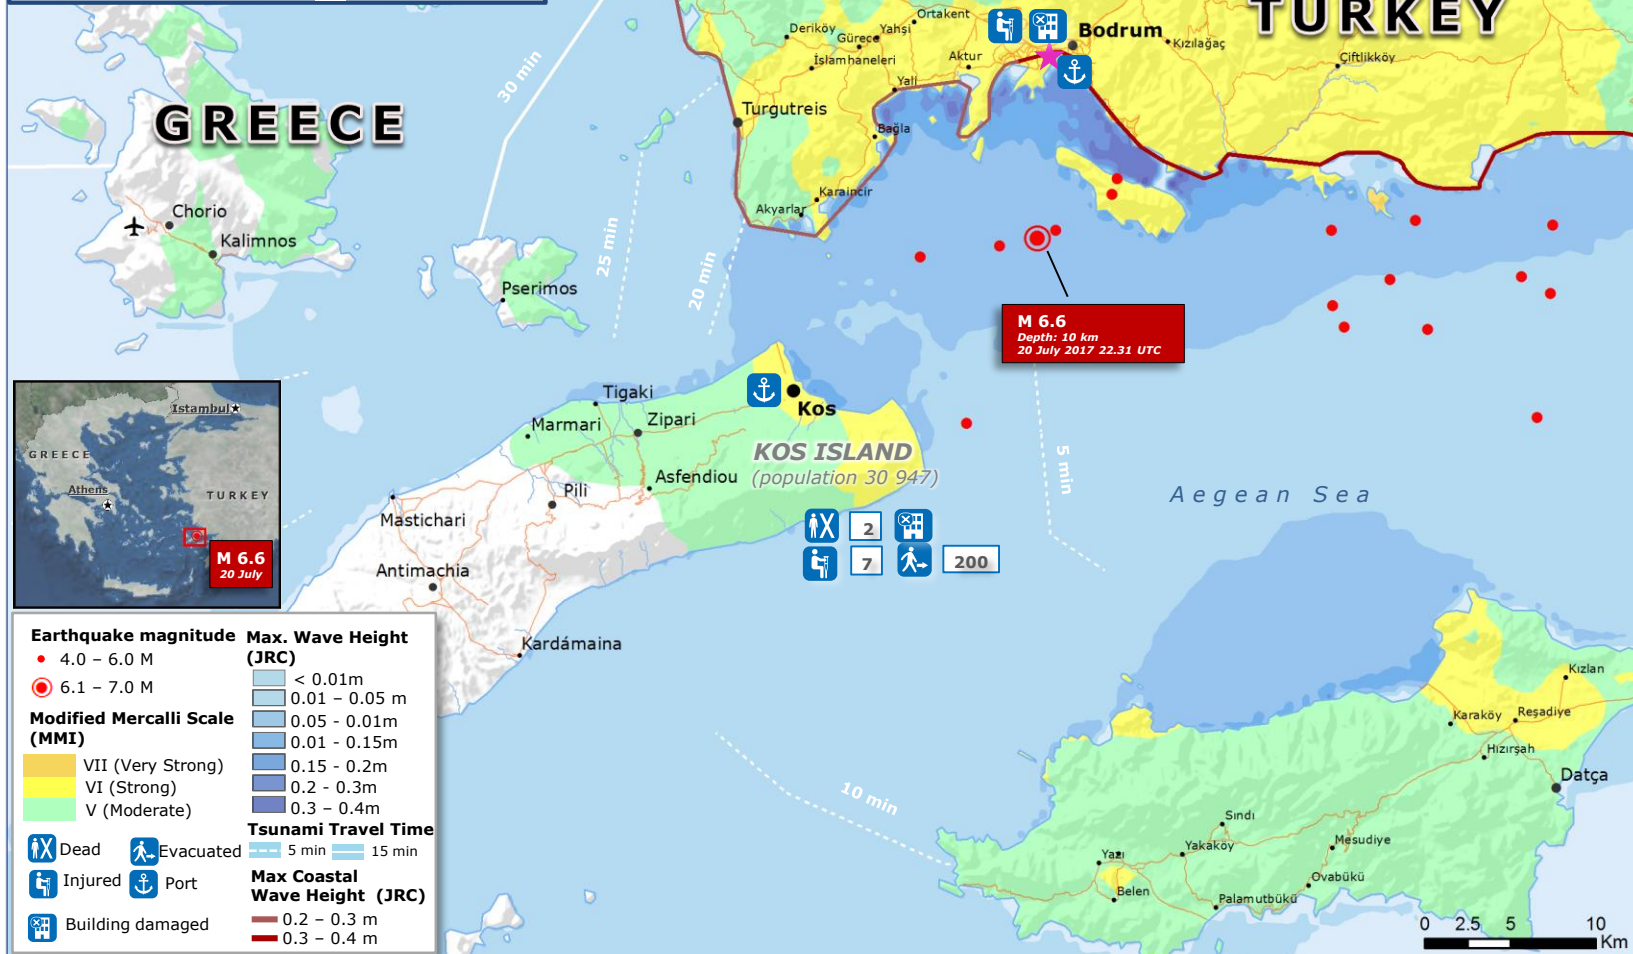 TURKEY
Ortakent
Deriköy
Yahşi
Gürece
Bodrum
Kızılağaç
İslamhaneleri
Aktur
Çiftlikköy
Yali
30 min
GREECE
Turgutreis
Bağla
Karaincir
Akyarlar
Chorio
Kalimnos
25 min
20 min
Pserimos
M 6.6
Depth: 10 km
20 July 2017 22.31 UTC
Tigaki
Kos
Marmari
Zipari
KOS ISLAND
(population 30 947)
Asfendiou
5 min
Pili
Aegean Sea
Mastichari
2
7
200
Antimachia
Kardámaina
Istambul
GREECE
Athens
TURKEY
M 6.6
20 July
Kızlan
Karaköy
Reşadiye
Hızırşah
Datça
10 min
Sındı
Mesudiye
Yakaköy
Yazı
Ovabükü
Belen
Palamutbükü
Earthquake magnitude
4.0 – 6.0 M
6.1 – 7.0 M
Modified Mercalli Scale
(MMI)
VII (Very Strong)
VI (Strong)
V (Moderate)
Dead
Evacuated
Injured
Port
Building damaged
Max. Wave Height
(JRC)
< 0.01m
0.01 – 0.05 m
0.05 - 0.01m
0.01 - 0.15m
0.15 - 0.2m
0.2 - 0.3m
0.3 – 0.4m
Tsunami Travel Time
5 min
15 min
Max Coastal
Wave Height (JRC)
0.2 – 0.3 m
0.3 – 0.4 m
0 2.5 5 10
Km